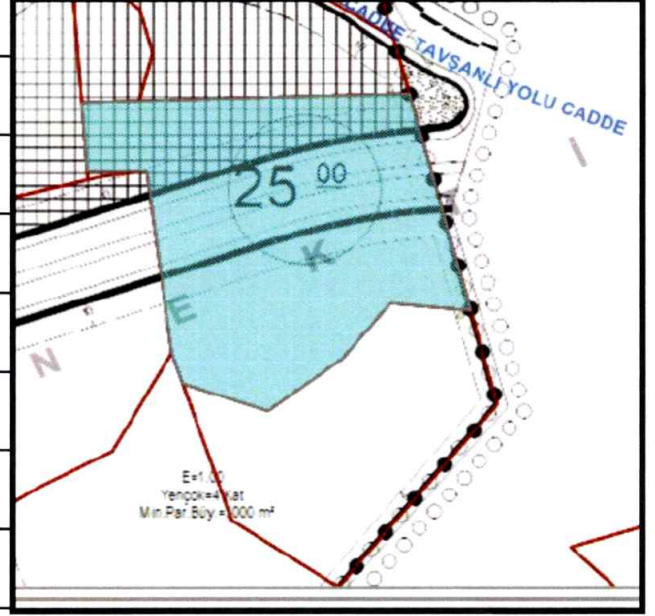 CADDE TAVŞANLI YOLU CADDE
25 00
K
E
N
E=1.00
Yençok=4 Kat
Min.Par.Büy.=1000 m²